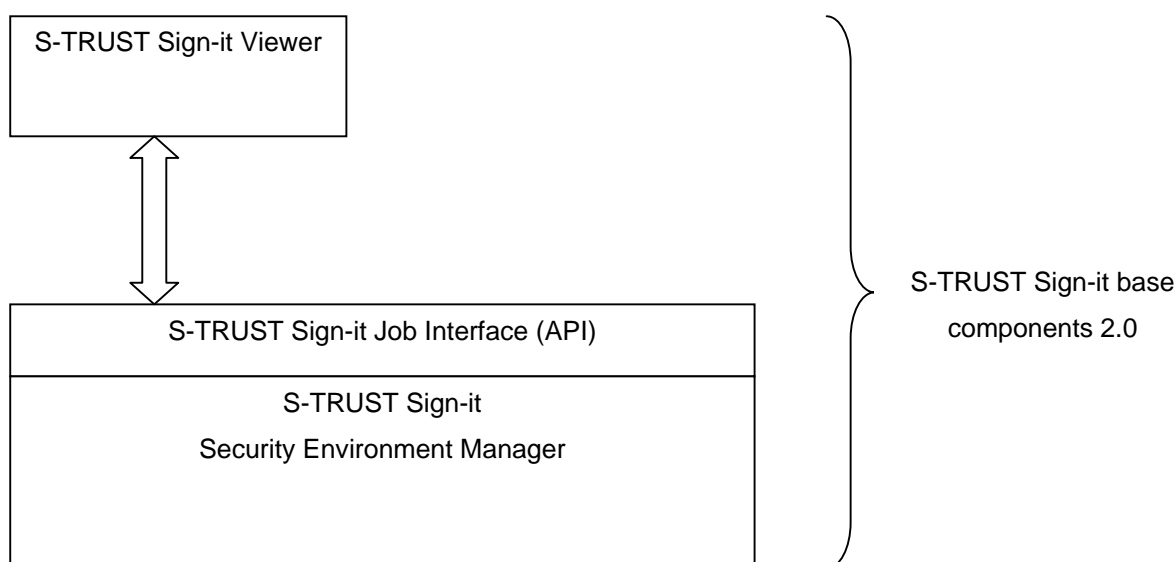 S-TRUST Sign-it Viewer
S-TRUST Sign-it Job Interface (API)
S-TRUST Sign-it
Security Environment Manager
S-TRUST Sign-it base
components 2.0